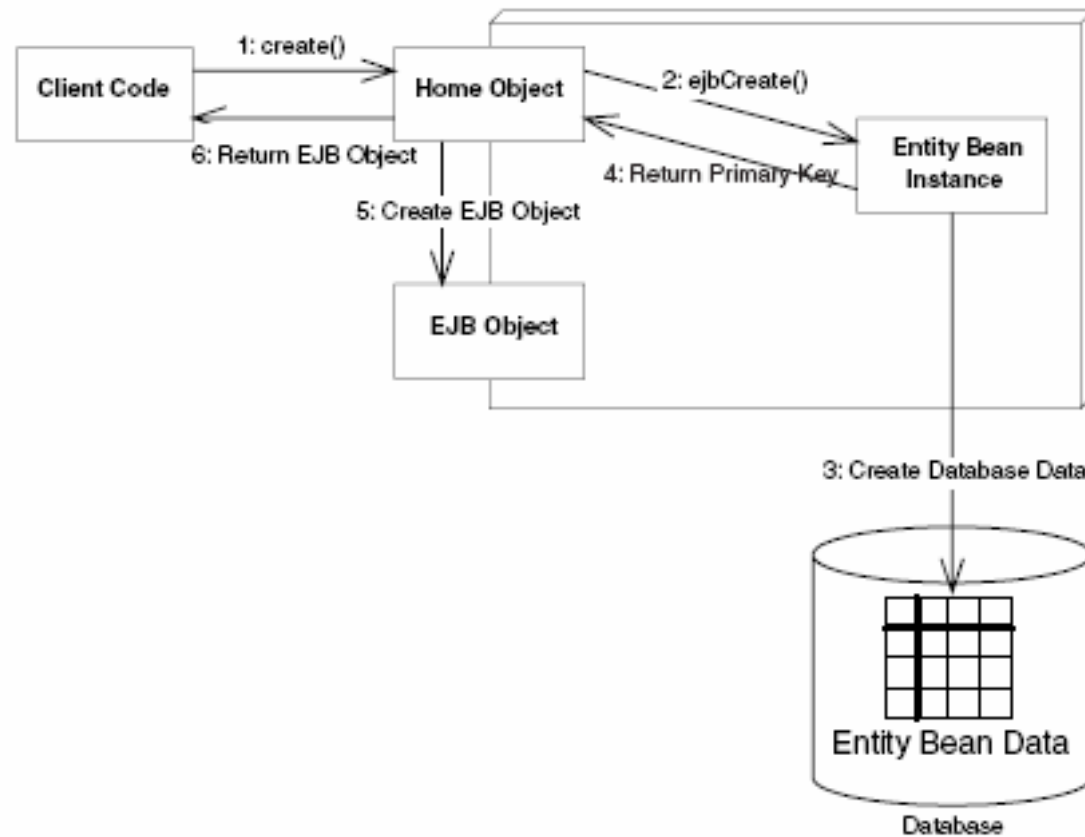 1: create()
Client Code
Home Object
2: ejbCreate()
6: Return EJB Object
4: Return Primary Key
Entity Bean
Instance
5: Create EJB Object
EJB Object
3: Create Database Data
Entity Bean Data
Database